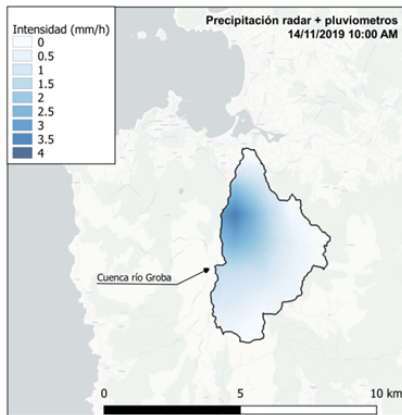 Precipitación radar + pluviometros
14/11/2019 10:00 AM
Intensidad (mm/h)
0
0.5
1
1.5
2
2.5
3
3.5
4
Cuenca río Groba
0 5 10 km